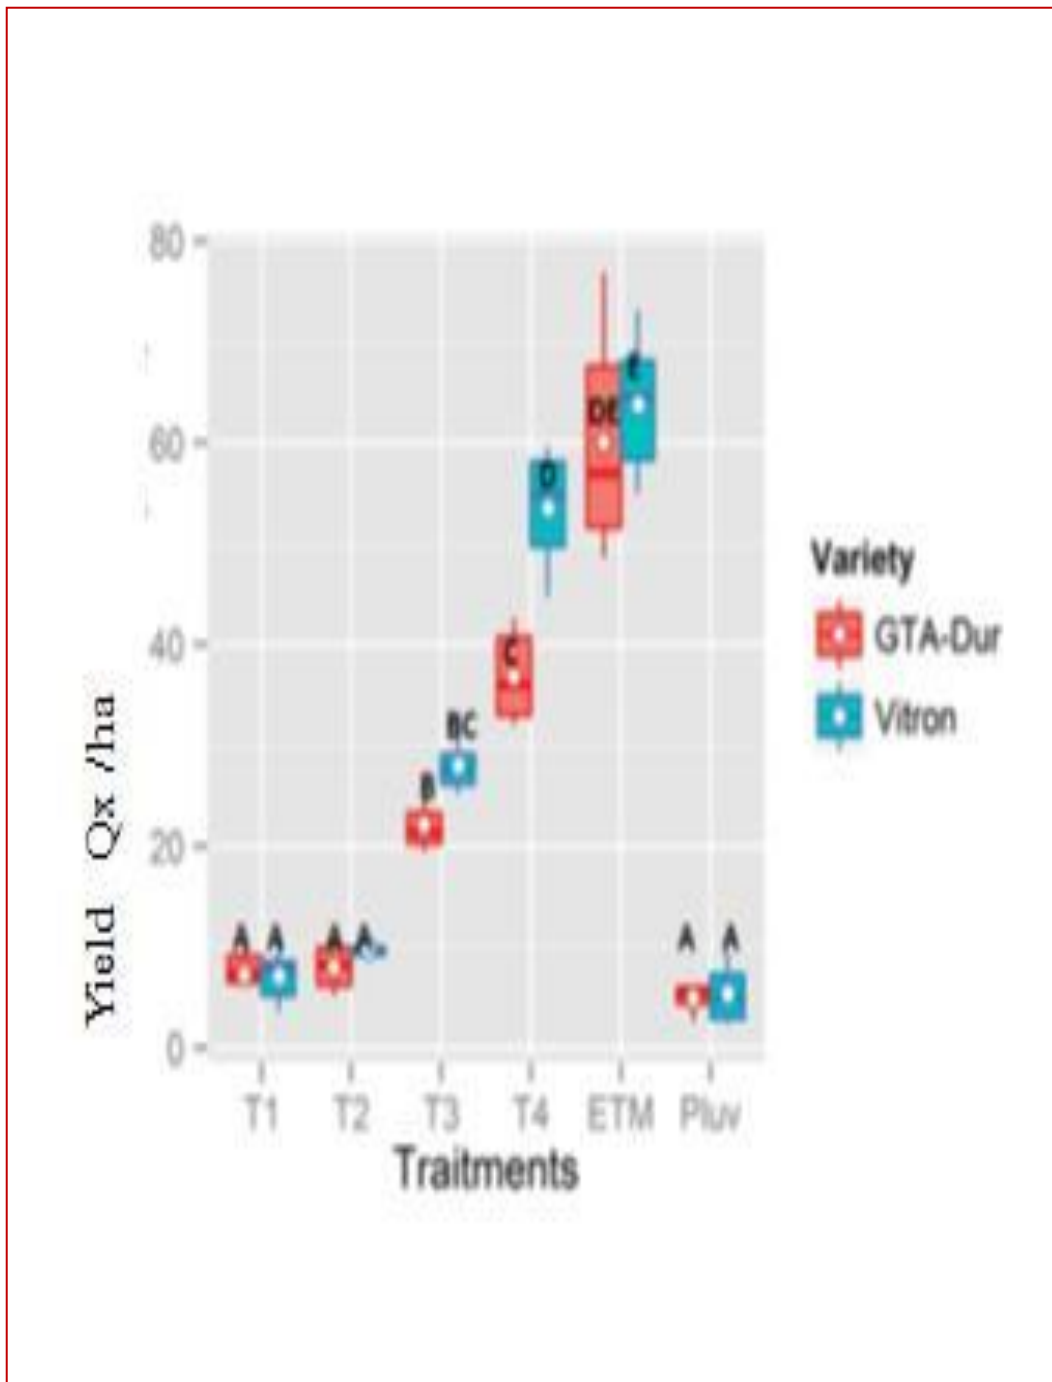 80
60
40
20
0
Yield Qx /ha
A A A A B BC C D DE E A A
T1 T2 T3 T4 ETM Pluv
Traitments
Variety
GTA-Dur
Vitron